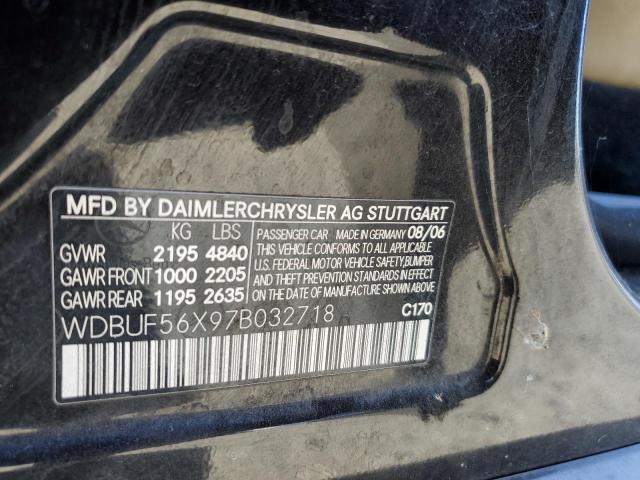 MFD BY DAIMLERCHRYSLER AG STUTTGART
KG LBS
GVWR 2195 4840
GAWR FRONT 1000 2205
GAWR REAR 1195 2635
PASSENGER CAR MADE IN GERMANY 08/06
THIS VEHICLE CONFORMS TO ALL APPLICABLE
U.S. FEDERAL MOTOR VEHICLE SAFETY, BUMPER
AND THEFT PREVENTION STANDARDS IN EFFECT
ON THE DATE OF MANUFACTURE SHOWN ABOVE.
WDBUF56X97B032718
C170